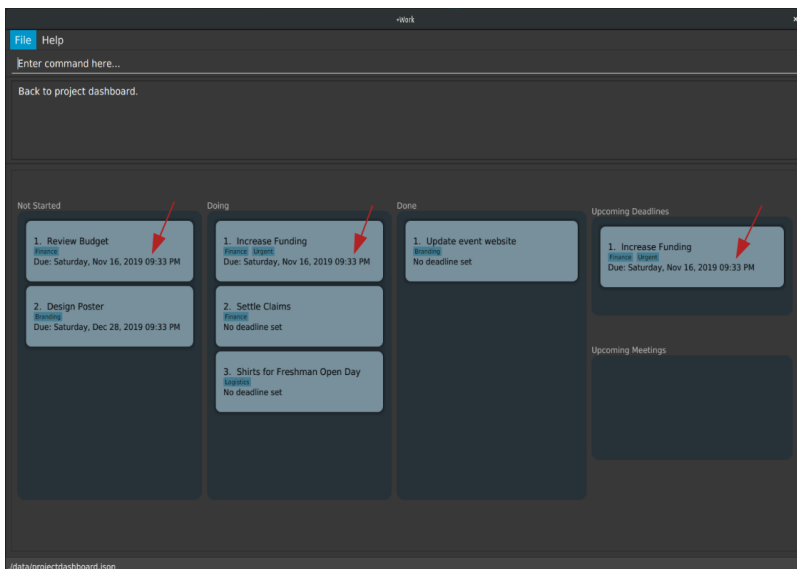 +Work
×
File Help
Enter command here...
Back to project dashboard.
Not Started
1. Review Budget
Finance
Due: Saturday, Nov 16, 2019 09:33 PM
2. Design Poster
Branding
Due: Saturday, Dec 28, 2019 09:33 PM
Doing
1. Increase Funding
Finance Urgent
Due: Saturday, Nov 16, 2019 09:33 PM
2. Settle Claims
Finance
No deadline set
3. Shirts for Freshman Open Day
Logistics
No deadline set
Done
1. Update event website
Branding
No deadline set
Upcoming Deadlines
1. Increase Funding
Finance Urgent
Due: Saturday, Nov 16, 2019 09:33 PM
Upcoming Meetings
/data/projectdashboard.json